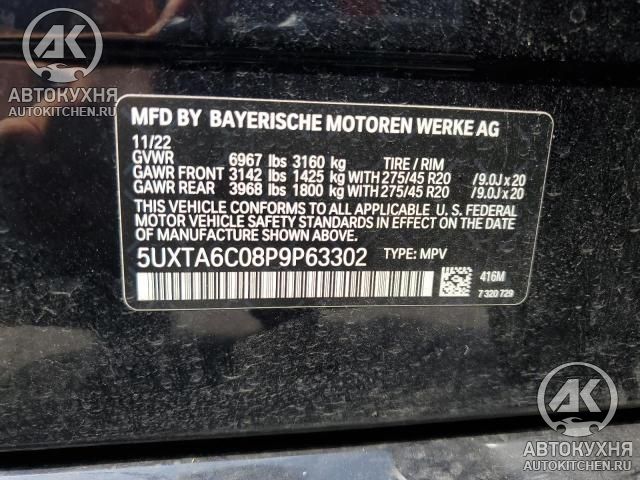 AK
АВТОКУХНЯ
AUTOKITCHEN.RU
MFD BY BAYERISCHE MOTOREN WERKE AG
11/22
GVWR 6967 lbs 3160 kg TIRE / RIM
GAWR FRONT 3142 lbs 1425 kg WITH 275/45 R20 /9.0J x 20
GAWR REAR 3968 lbs 1800 kg WITH 275/45 R20 /9.0J x 20
THIS VEHICLE CONFORMS TO ALL APPLICABLE U. S. FEDERAL
MOTOR VEHICLE SAFETY STANDARDS IN EFFECT ON THE DATE
OF MANUFACTURE SHOWN ABOVE.
5UXTA6C08P9P63302 TYPE: MPV
416M
7 320 729
AK
АВТОКУХНЯ
AUTOKITCHEN.RU